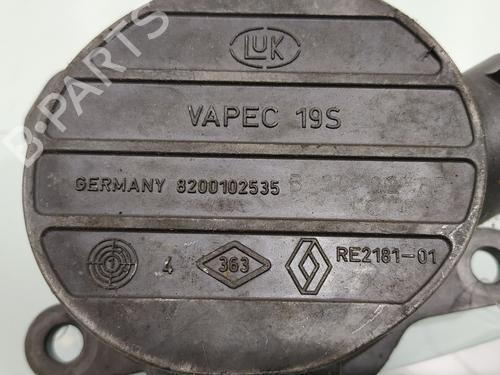 B-PARTS
LUK
VAPEC 19S
GERMANY 8200102535
4 363 RE2181-01